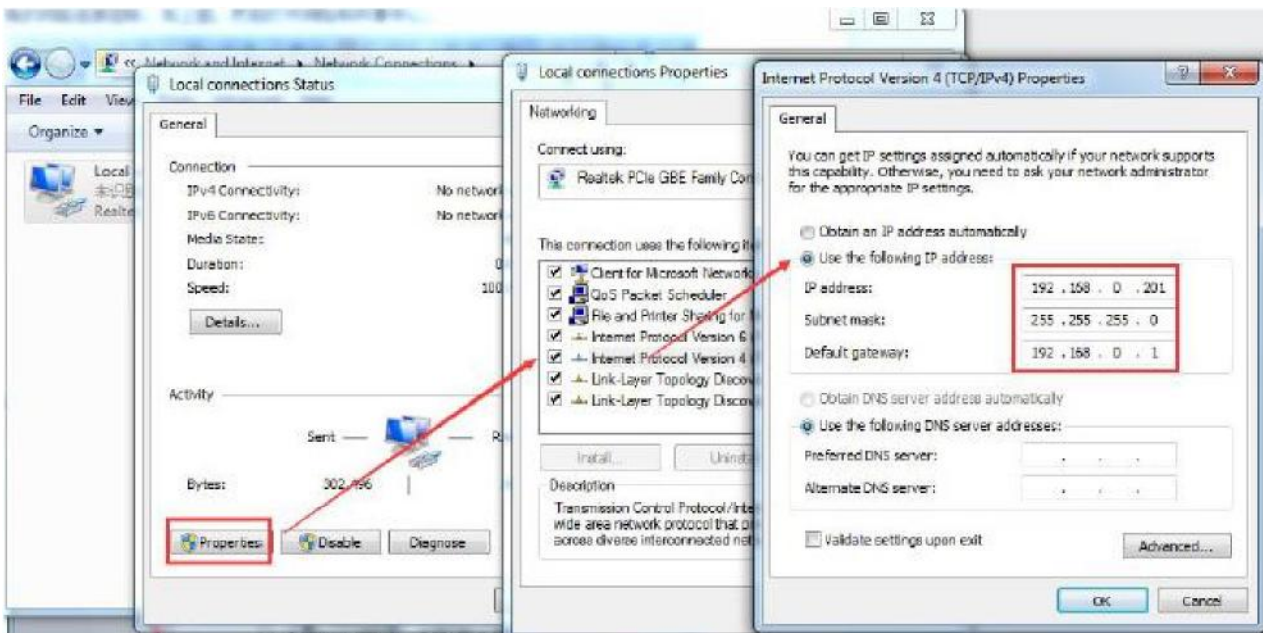 Network and Internet ▸ Network Connections ▸
File Edit View
Organize ▾
Local
Realte
Local connections Status
General
Connection
IPv4 Connectivity: No network
IPv6 Connectivity: No network
Media State:
Duration: 0
Speed: 100
Details...
Activity
Sent
R
Bytes: 302,496
Properties Disable Diagnose
Local connections Properties
Networking
Connect using:
Realtek PCIe GBE Family Con
This connection uses the following ite
Client for Microsoft Network
QoS Packet Scheduler
File and Printer Sharing for
Internet Protocol Version 6
Internet Protocol Version 4
Link-Layer Topology Discov
Link-Layer Topology Discov
Install... Uninsta
Description
Transmission Control Protocol/Inte
wide area network protocol that p
across diverse interconnected net
Internet Protocol Version 4 (TCP/IPv4) Properties
General
You can get IP settings assigned automatically if your network supports
this capability. Otherwise, you need to ask your network administrator
for the appropriate IP settings.
Obtain an IP address automatically
Use the following IP address:
IP address: 192 . 168 . 0 . 201
Subnet mask: 255 . 255 . 255 . 0
Default gateway: 192 . 168 . 0 . 1
Obtain DNS server address automatically
Use the following DNS server addresses:
Preferred DNS server: . . .
Alternate DNS server: . . .
Validate settings upon exit
Advanced...
OK Cancel